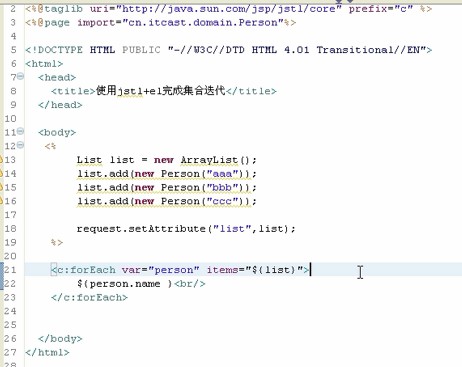 2 <%@taglib uri="http://java.sun.com/jsp/jstl/core" prefix="c" %>
3 <%@page import="cn.itcast.domain.Person"%>
4
5 <!DOCTYPE HTML PUBLIC "-//W3C//DTD HTML 4.01 Transitional//EN">
6 <html>
7 <head>
8 <title>使用jstl+el完成集合迭代</title>
9 </head>
10
11 <body>
12 <%
13 List list = new ArrayList();
14 list.add(new Person("aaa"));
15 list.add(new Person("bbb"));
16 list.add(new Person("ccc"));
17
18 request.setAttribute("list",list);
19 %>
20
21 <c:forEach var="person" items="${list}">
22 ${person.name }<br/>
23 </c:forEach>
24
25
26 </body>
27 </html>
28